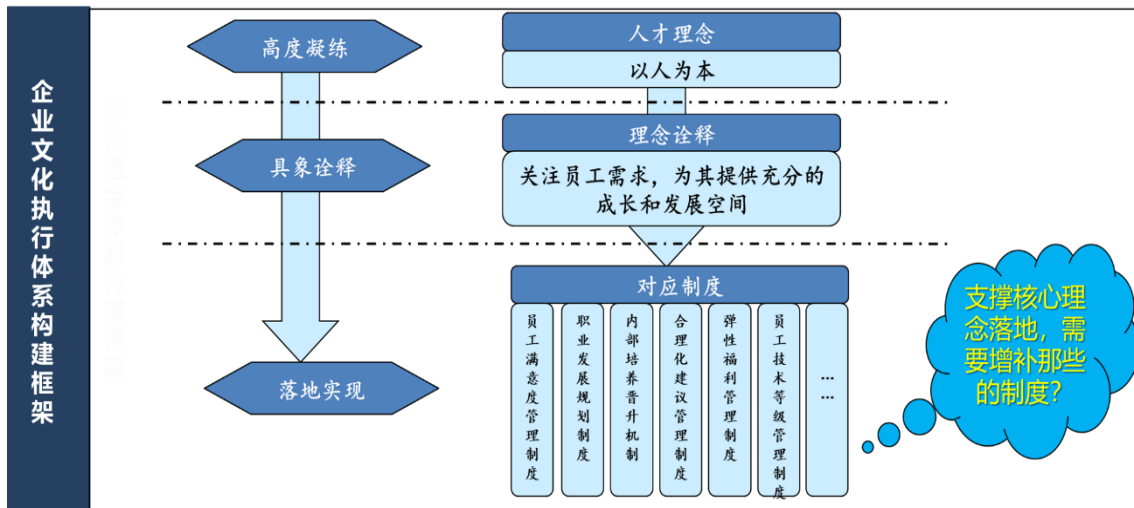 企业文化执行体系构建框架
高度凝练
人才理念
以人为本
具象诠释
理念诠释
关注员工需求，为其提供充分的
成长和发展空间
落地实现
对应制度
员工满意度管理制度
职业发展规划制度
内部培养晋升机制
合理化建议管理制度
弹性福利管理制度
员工技术等级管理制度
……
支撑核心理
念落地，需
要增补那些
的制度？